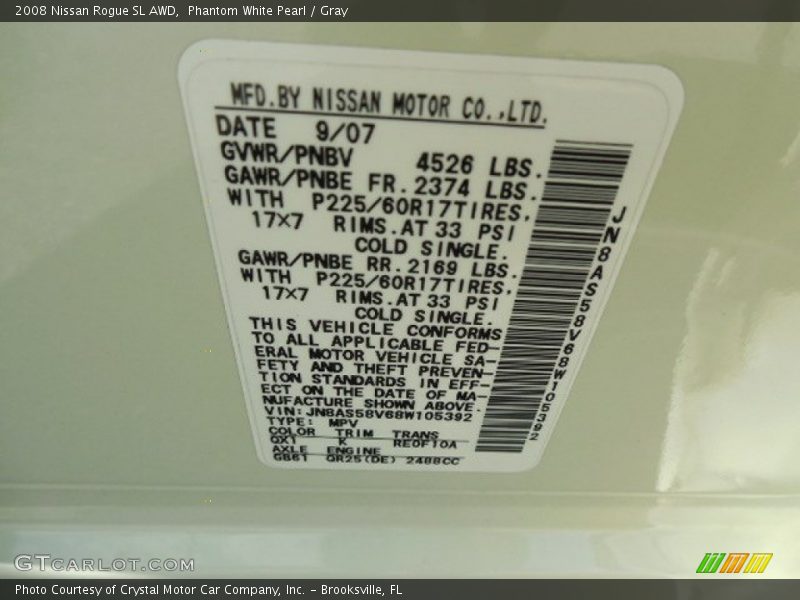 2008 Nissan Rogue SL AWD,  Phantom White Pearl / Gray
MFD.BY NISSAN MOTOR CO.,LTD.
DATE 9/07
GVWR/PNBV 4526 LBS.
GAWR/PNBE FR.2374 LBS.
WITH P225/60R17TIRES.
17×7 RIMS.AT 33 PSI
COLD SINGLE.
GAWR/PNBE RR.2169 LBS.
WITH P225/60R17TIRES.
17×7 RIMS.AT 33 PSI
COLD SINGLE.
THIS VEHICLE CONFORMS
TO ALL APPLICABLE FED-
ERAL MOTOR VEHICLE SA-
FETY AND THEFT PREVEN-
TION STANDARDS IN EFF-
ECT ON THE DATE OF MA-
NUFACTURE SHOWN ABOVE.
VIN:JN8AS58V68W105392
TYPE: MPV
COLOR TRIM TRANS
QX1 K RE0F10A
AXLE ENGINE
GB61 QR25(DE) 2488CC
JN8AS58V68W105392
GTCARLOT.COM
Photo Courtesy of Crystal Motor Car Company, Inc. – Brooksville, FL